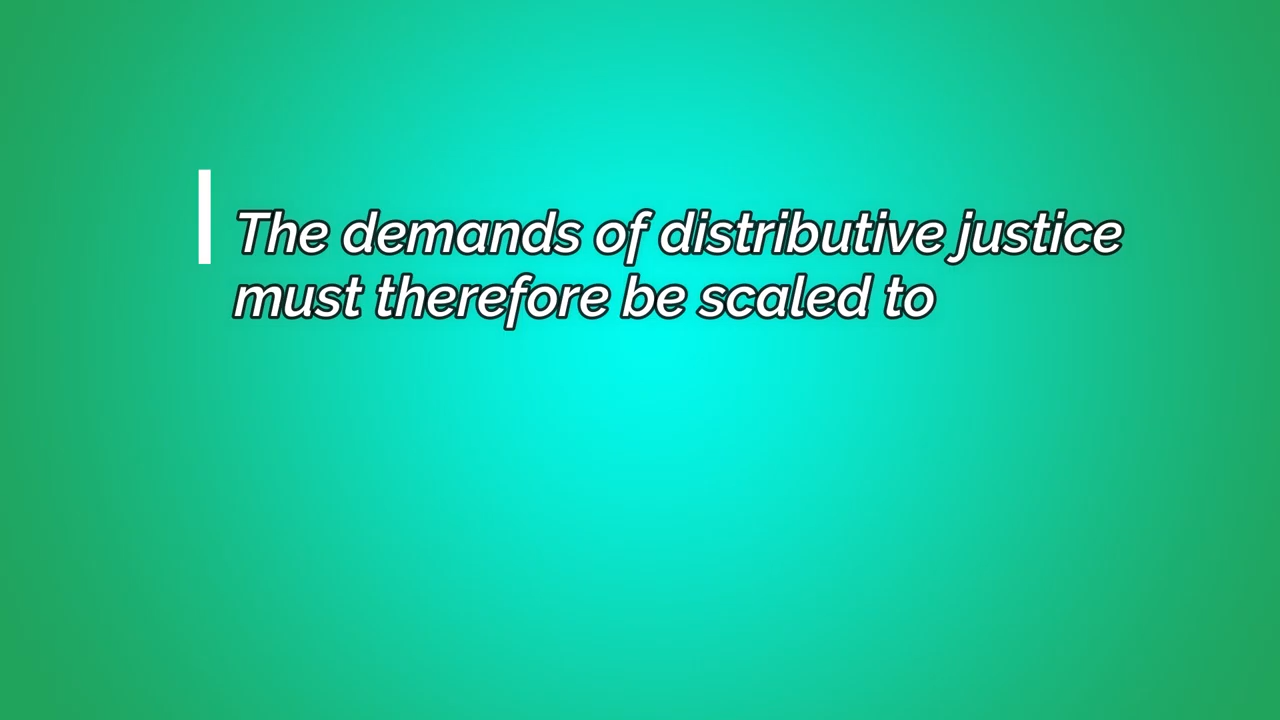 The demands of distributive justice
must therefore be scaled to